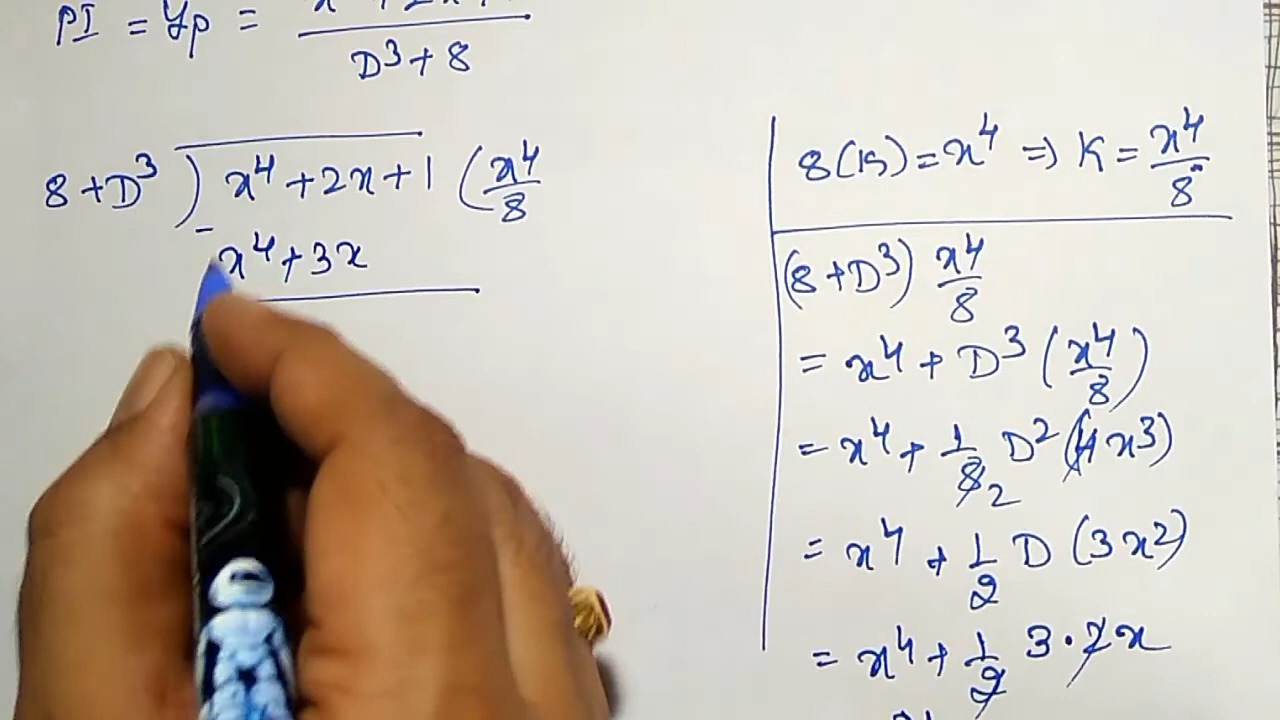 PI = yp = / D³+8
8+D³ ) x⁴+2x+1 ( x⁴/8
- x⁴+3x
8(K) = x⁴ ⇒ K = x⁴/8
(8+D³) x⁴/8
= x⁴ + D³ (x⁴/8)
= x⁴ + 1/8 2 D² (4x³)
= x⁴ + 1/2 D (3x²)
= x⁴ + 1/2 3·2x